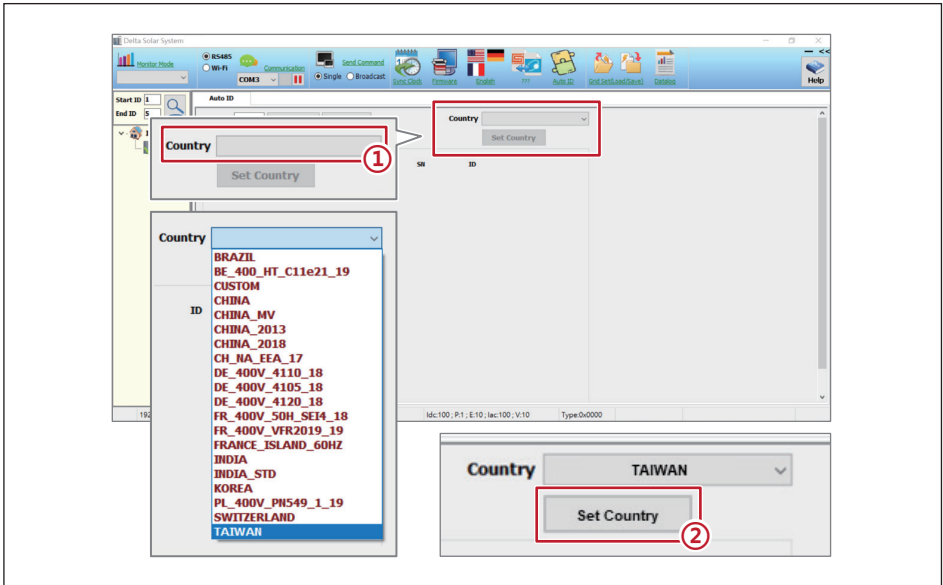 Delta Solar System
Monitor Mode
RS485
Wi-Fi
Communication
COM3
Send Command
Single
Broadcast
Sync Clock
Firmware
English
???
Auto ID
Grid Set(Load/Save)
Datalog
<<
Help
Start ID 1
End ID 5
Auto ID
Country
Set Country
SN ID
Country
①
Set Country
Country
ID
BRAZIL
BE_400_HT_C11e21_19
CUSTOM
CHINA
CHINA_MV
CHINA_2013
CHINA_2018
CH_NA_EEA_17
DE_400V_4110_18
DE_400V_4105_18
DE_400V_4120_18
FR_400V_50H_SEI4_18
FR_400V_VFR2019_19
FRANCE_ISLAND_60HZ
INDIA
INDIA_STD
KOREA
PL_400V_PN549_1_19
SWITZERLAND
TAIWAN
192
Idc:100 ; P:1 ; E:10 ; Iac:100 ; V:10
Type:0x0000
Country TAIWAN
Set Country
②